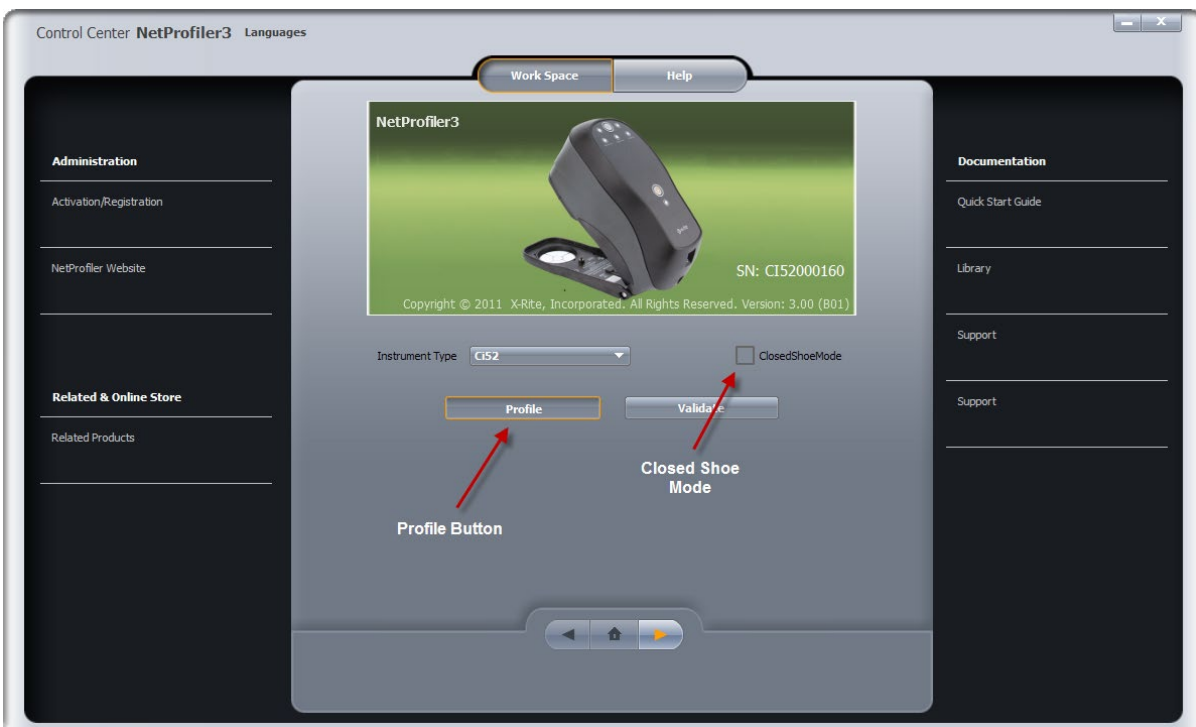 Control Center NetProfiler3 Languages
Work Space
Help
Administration
Activation/Registration
NetProfiler Website
Related & Online Store
Related Products
NetProfiler3
SN: CI52000160
Copyright © 2011 X-Rite, Incorporated. All Rights Reserved. Version: 3.00 (B01)
Instrument Type Ci52 ClosedShoeMode
Profile
Validate
Closed Shoe
Mode
Profile Button
Documentation
Quick Start Guide
Library
Support
Support